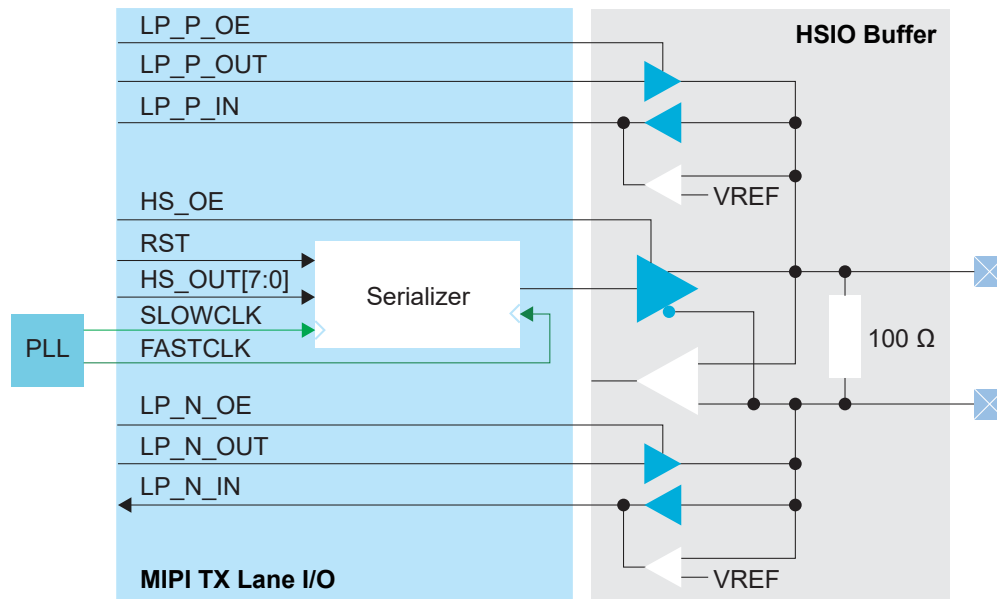 LP_P_OE
HSIO Buffer
LP_P_OUT
LP_P_IN
VREF
HS_OE
RST
HS_OUT[7:0]
Serializer
SLOWCLK
PLL
FASTCLK
100 Ω
LP_N_OE
LP_N_OUT
LP_N_IN
MIPI TX Lane I/O
VREF